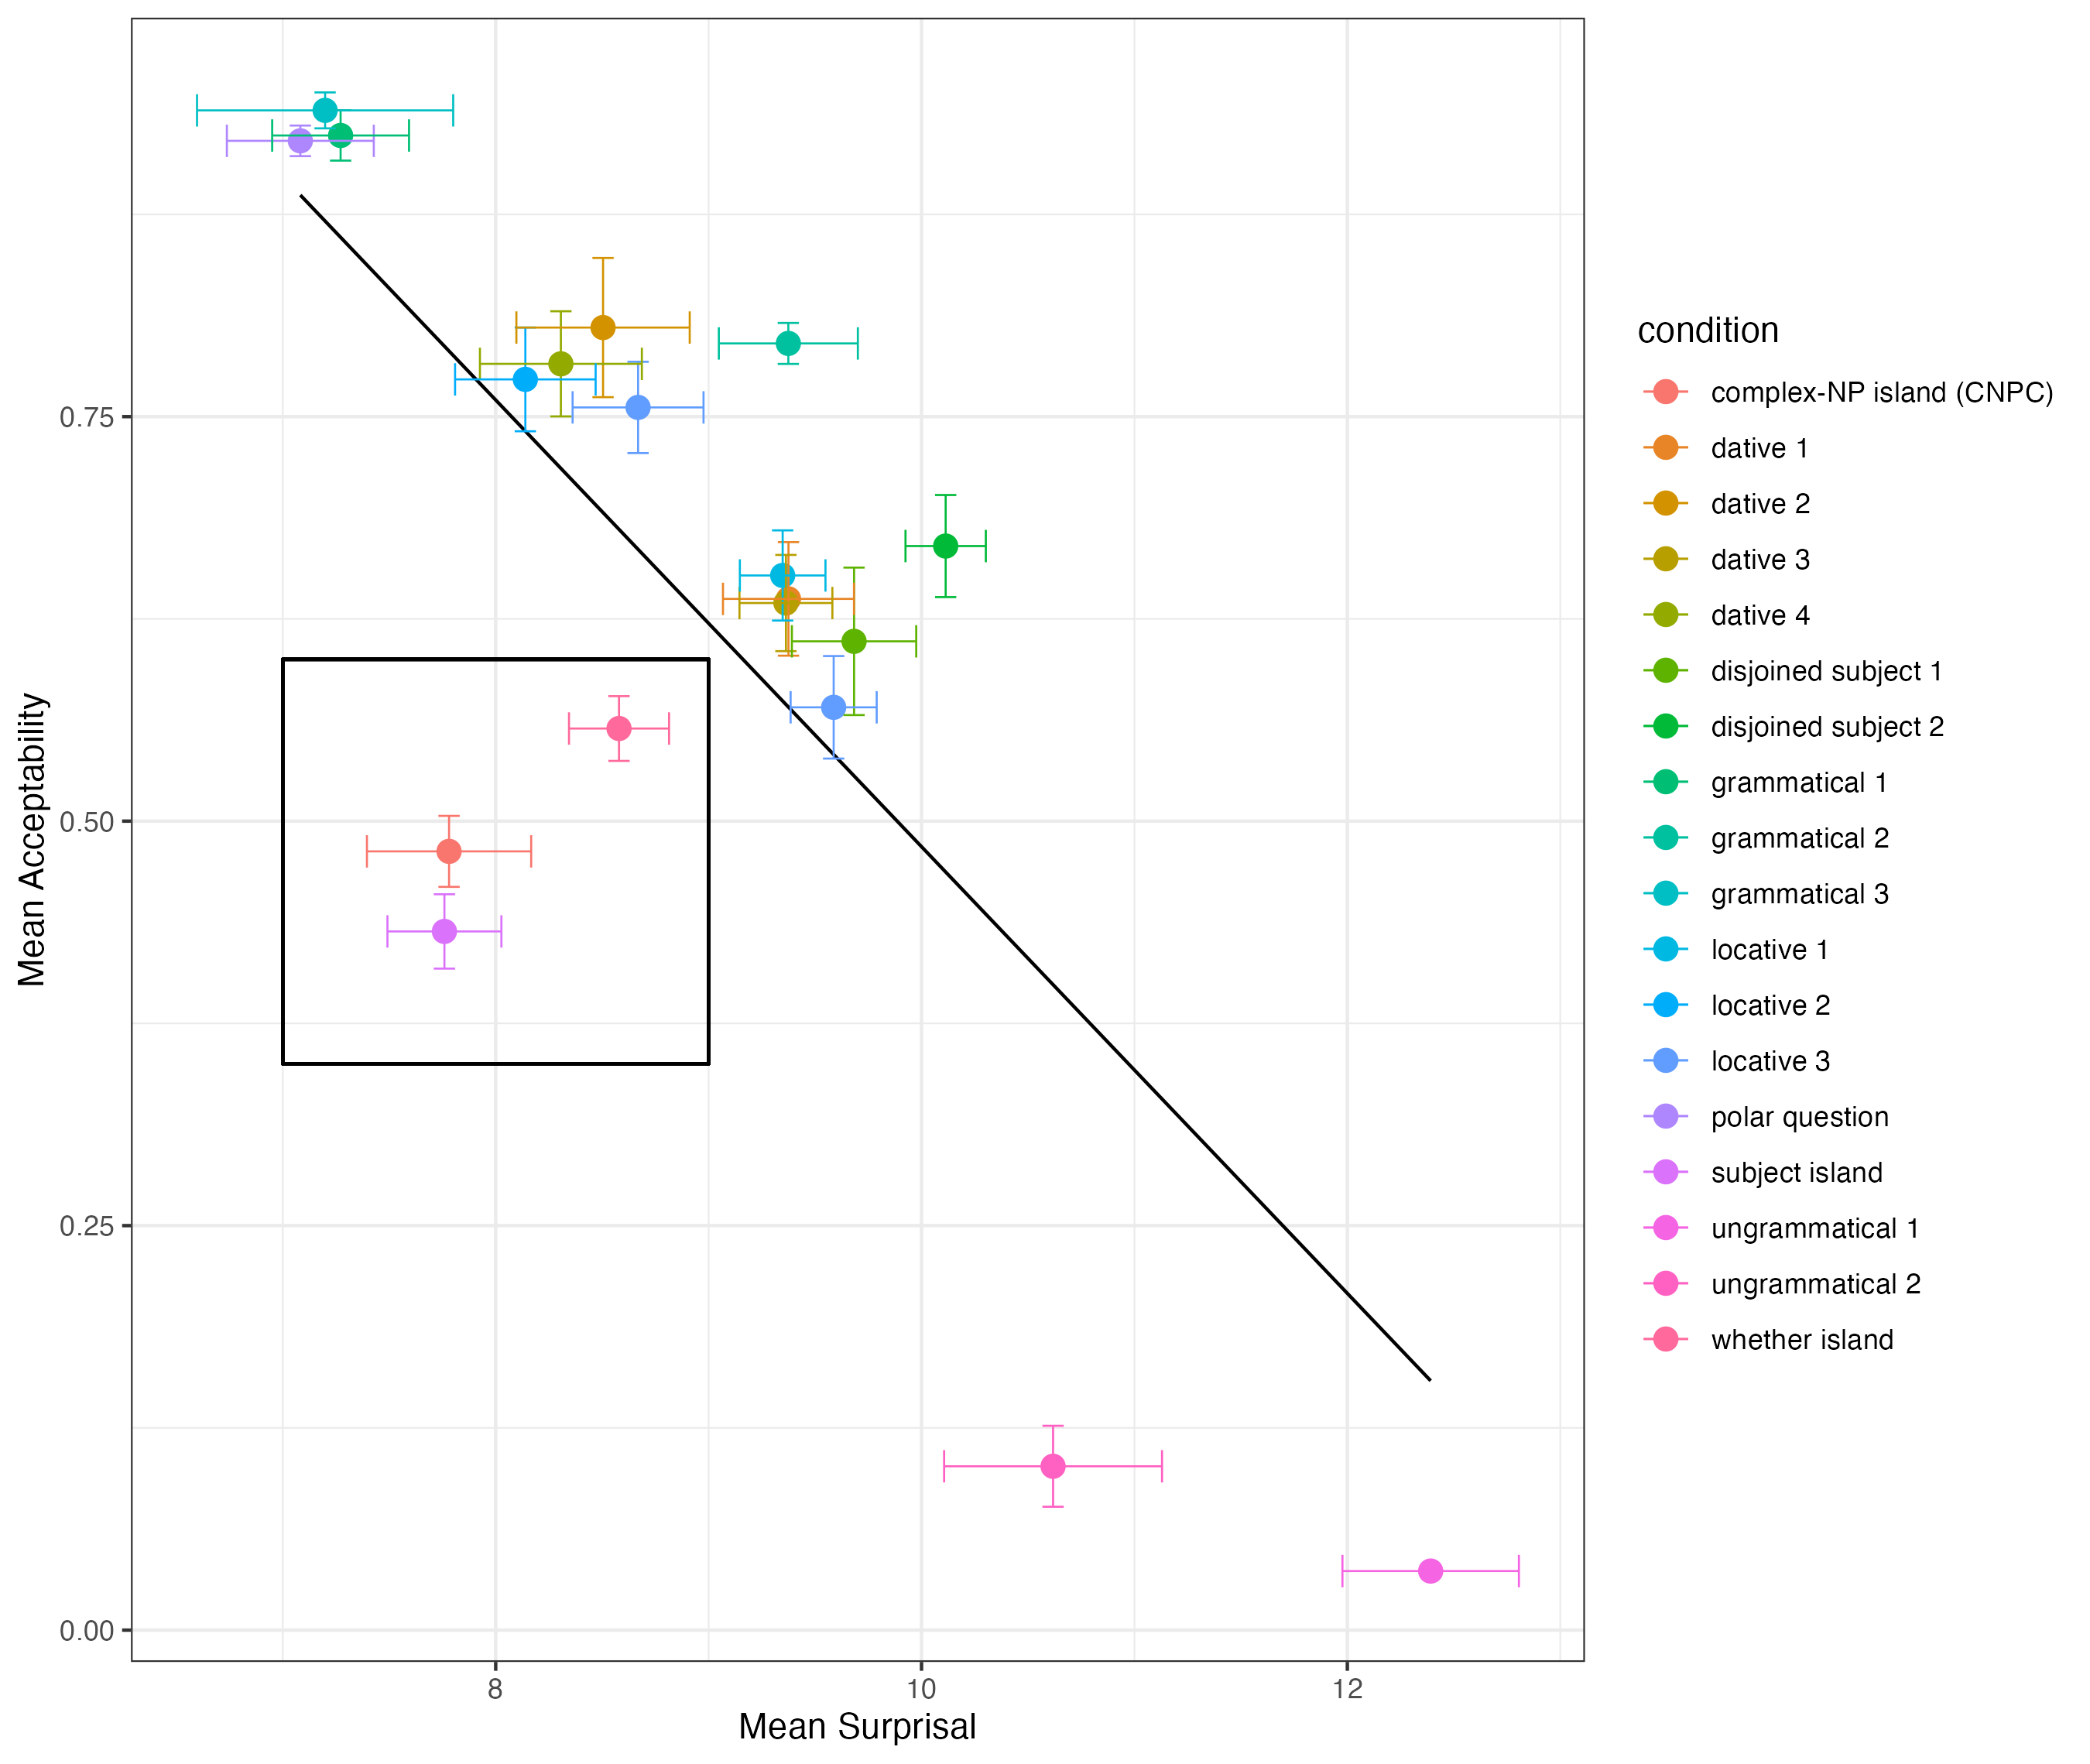 Mean Acceptability
0.75
0.50
0.25
0.00
8
10
12
Mean Surprisal
condition
complex-NP island (CNPC)
dative 1
dative 2
dative 3
dative 4
disjoined subject 1
disjoined subject 2
grammatical 1
grammatical 2
grammatical 3
locative 1
locative 2
locative 3
polar question
subject island
ungrammatical 1
ungrammatical 2
whether island